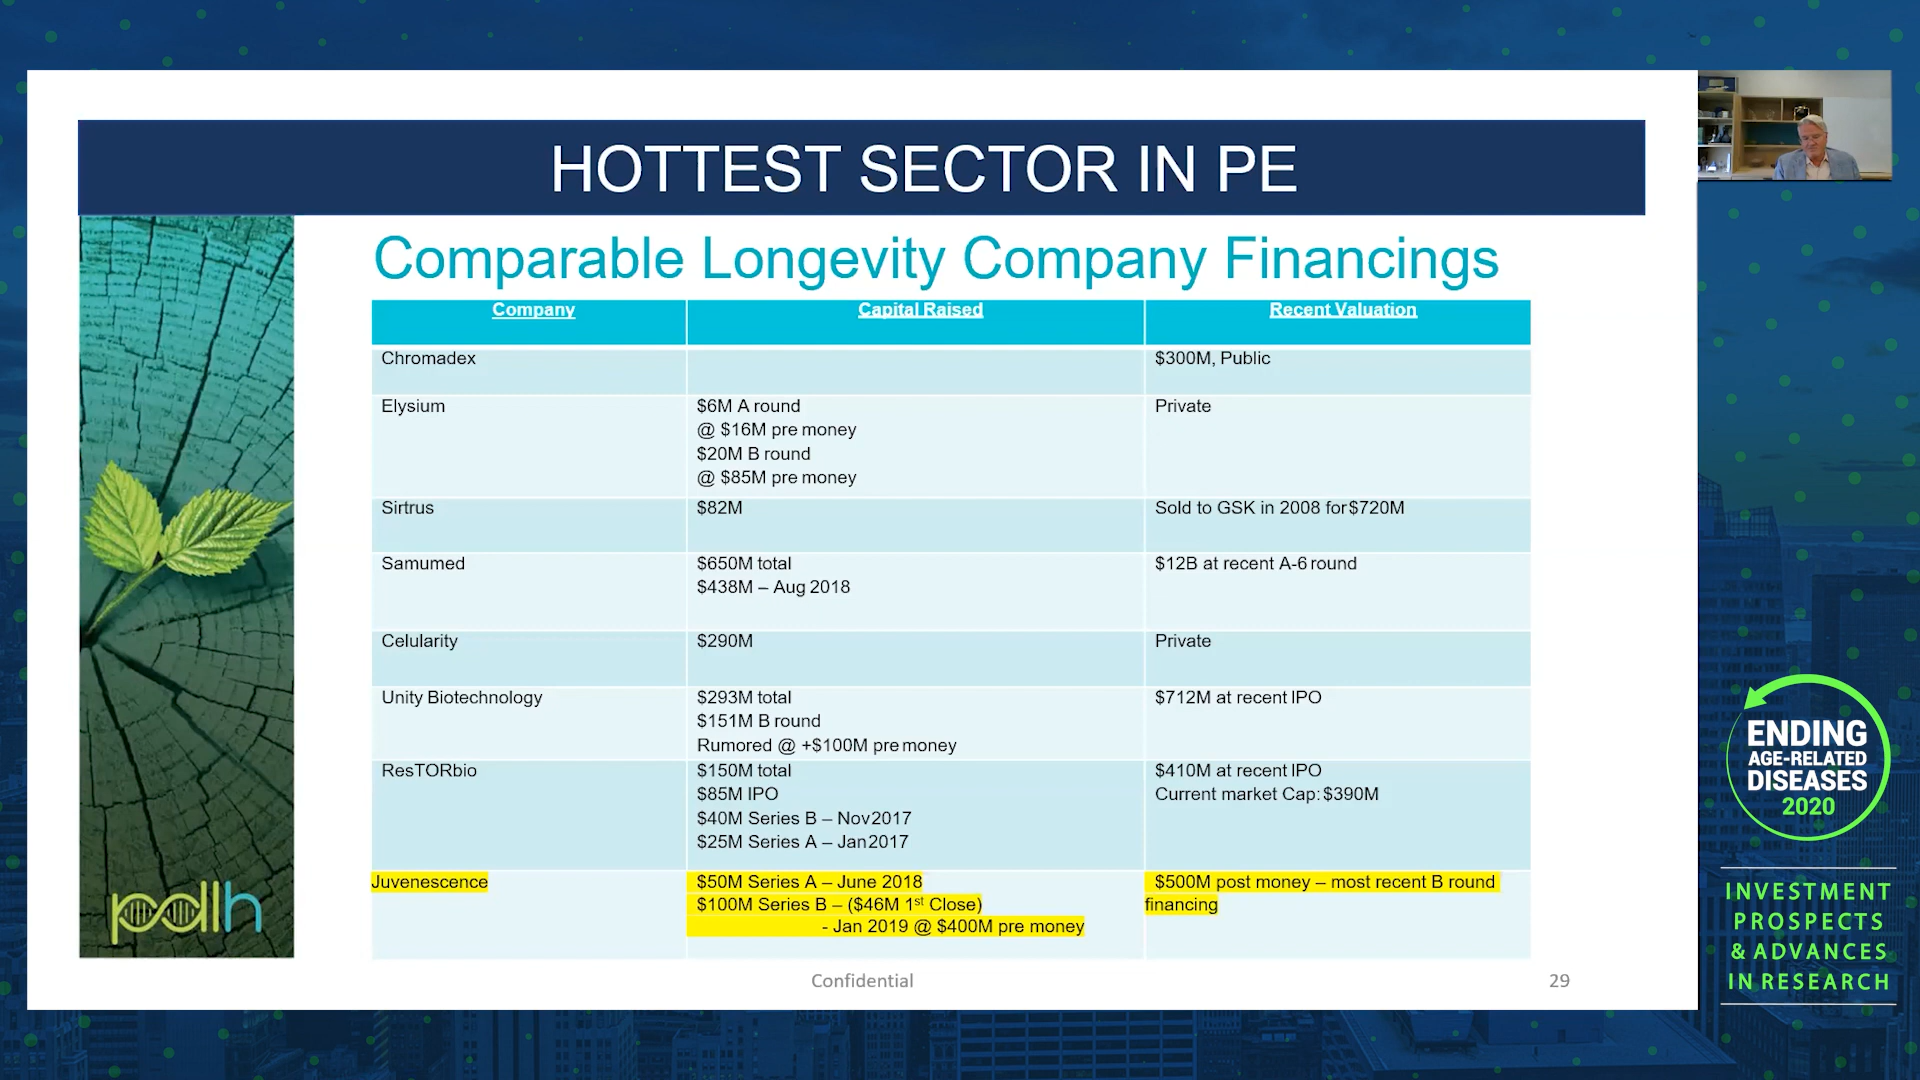 HOTTEST SECTOR IN PE
Comparable Longevity Company Financings
Company Capital Raised Recent Valuation
Chromadex $300M, Public
Elysium $6M A round Private
@ $16M pre money
$20M B round
@ $85M pre money
Sirtrus $82M Sold to GSK in 2008 for $720M
Samumed $650M total $12B at recent A-6 round
$438M – Aug 2018
Celularity $290M Private
Unity Biotechnology $293M total $712M at recent IPO
$151M B round
Rumored @ +$100M pre money
ResTORbio $150M total $410M at recent IPO
$85M IPO Current market Cap: $390M
$40M Series B – Nov 2017
$25M Series A – Jan 2017
Juvenescence $50M Series A – June 2018 $500M post money – most recent B round
$100M Series B – ($46M 1st Close) financing
- Jan 2019 @ $400M pre money
pdlh
Confidential 29
ENDING
AGE-RELATED
DISEASES
2020
INVESTMENT
PROSPECTS
& ADVANCES
IN RESEARCH